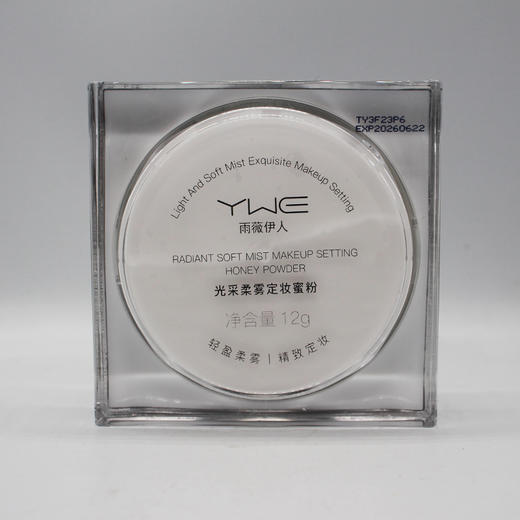 TY3F23P6
EXP20260622
Light And Soft Mist Exquisite Makeup Setting
YWE
雨薇伊人
RADIANT SOFT MIST MAKEUP SETTING
HONEY POWDER
光采柔雾定妆蜜粉
净含量 12g
轻盈柔雾 | 精致定妆